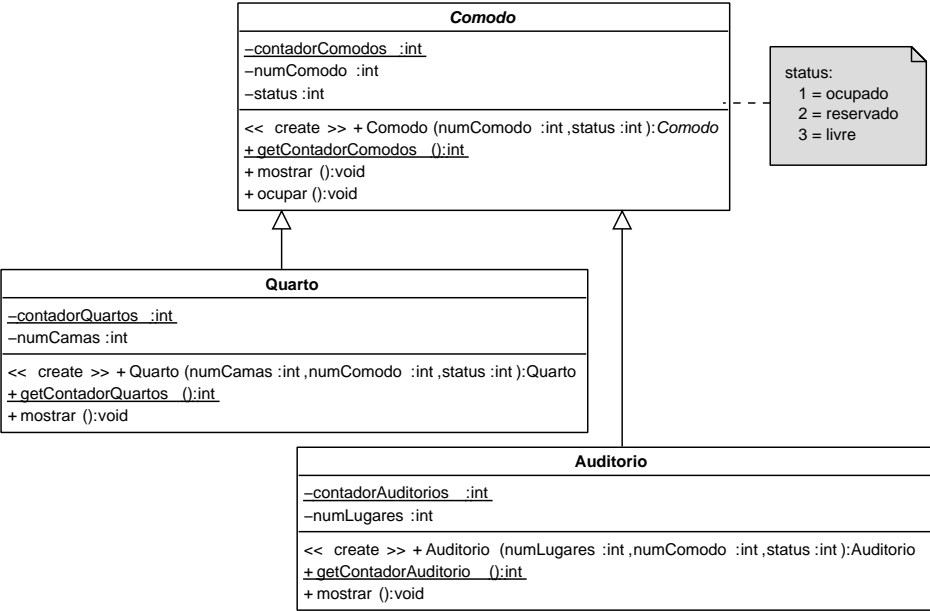 Comodo
−contadorComodos :int
−numComodo :int
−status :int
<< create >> + Comodo (numComodo :int ,status :int ):Comodo
+ getContadorComodos ():int
+ mostrar ():void
+ ocupar ():void
status:
1 = ocupado
2 = reservado
3 = livre
Quarto
−contadorQuartos :int
−numCamas :int
<< create >> + Quarto (numCamas :int ,numComodo :int ,status :int ):Quarto
+ getContadorQuartos ():int
+ mostrar ():void
Auditorio
−contadorAuditorios :int
−numLugares :int
<< create >> + Auditorio (numLugares :int ,numComodo :int ,status :int ):Auditorio
+ getContadorAuditorio ():int
+ mostrar ():void